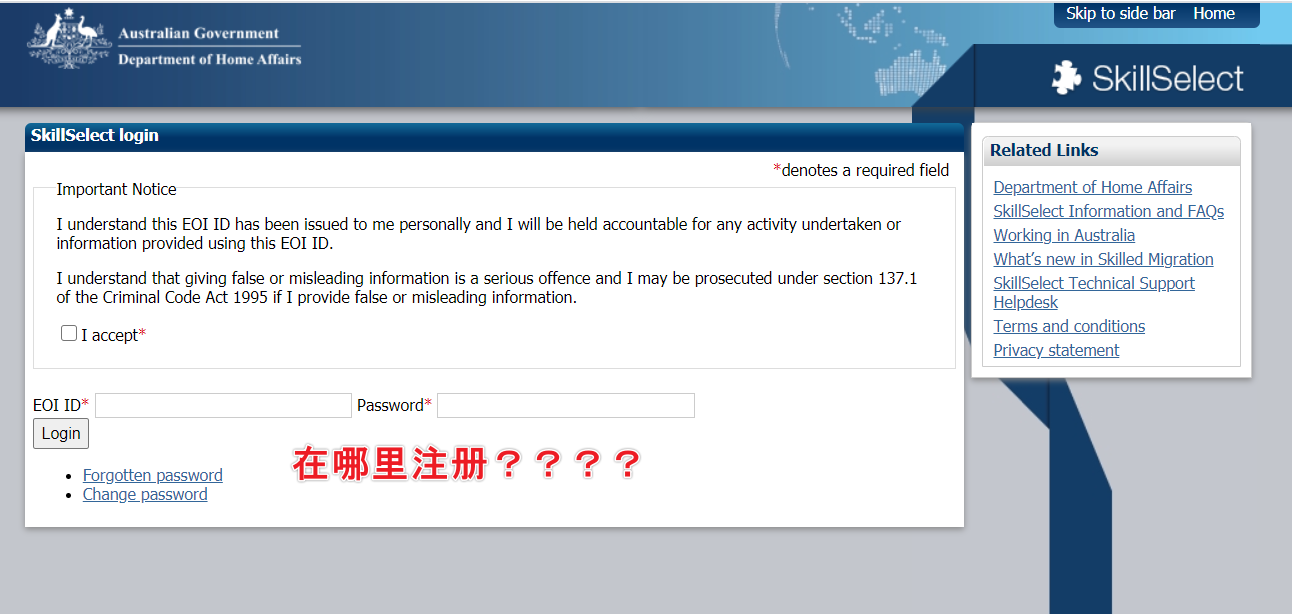 Skip to side bar Home
Australian Government
Department of Home Affairs
SkillSelect
SkillSelect login
*denotes a required field
Important Notice
I understand this EOI ID has been issued to me personally and I will be held accountable for any activity undertaken or
information provided using this EOI ID.
I understand that giving false or misleading information is a serious offence and I may be prosecuted under section 137.1
of the Criminal Code Act 1995 if I provide false or misleading information.
I accept*
EOI ID* Password*
Login
在哪里注册？？？？
Forgotten password
Change password
Related Links
Department of Home Affairs
SkillSelect Information and FAQs
Working in Australia
What’s new in Skilled Migration
SkillSelect Technical Support
Helpdesk
Terms and conditions
Privacy statement